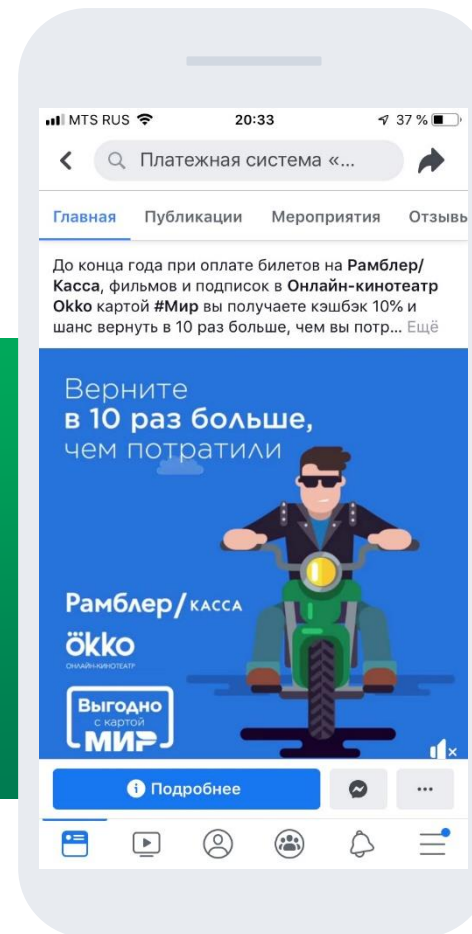 MTS RUS 20:33 37 %
Платежная система «...
Главная Публикации Мероприятия Отзывы
До конца года при оплате билетов на Рамблер/
Касса, фильмов и подписок в Онлайн-кинотеатр
Okko картой #Мир вы получаете кэшбэк 10% и
шанс вернуть в 10 раз больше, чем вы потр... Ещё
Верните
в 10 раз больше,
чем потратили
Рамблер/КАССА
ökko
ОНЛАЙН-КИНОТЕАТР
Выгодно
с картой
МИР
Подробнее